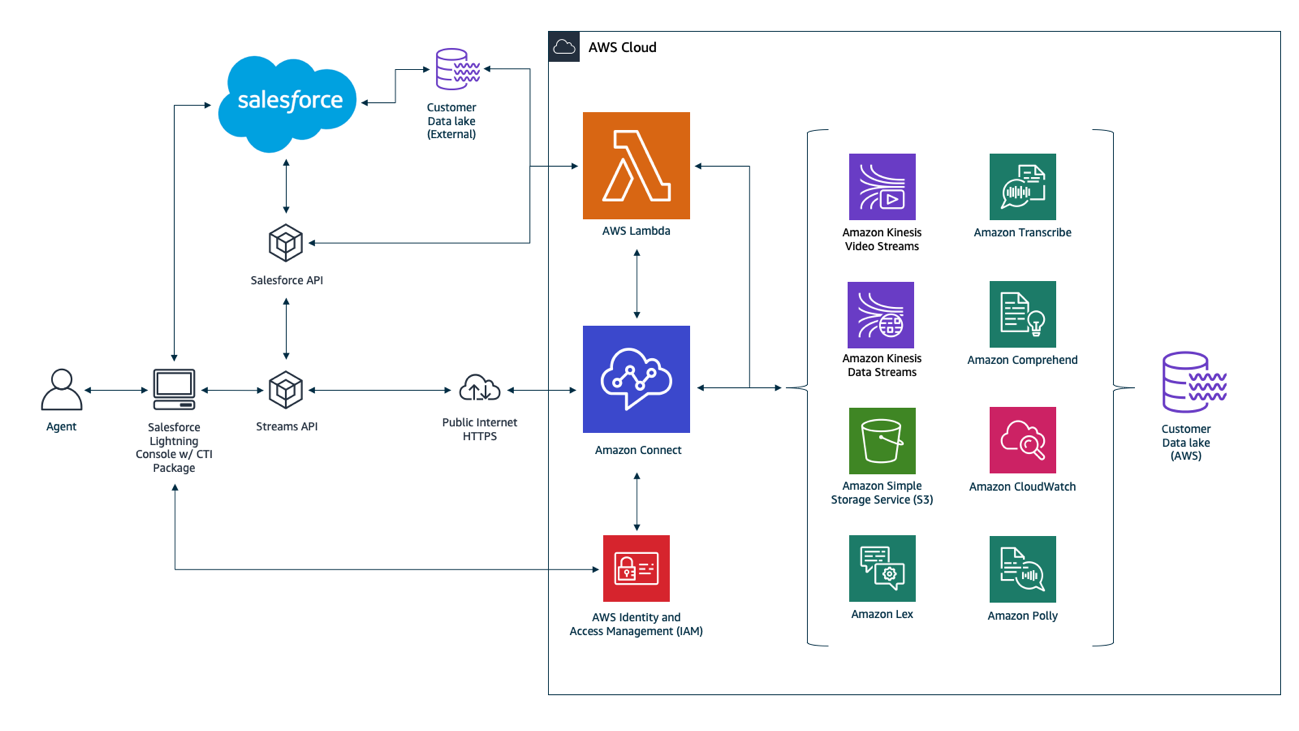 AWS Cloud
salesforce
Customer
Data lake
(External)
AWS Lambda
Amazon Kinesis
Video Streams
Amazon Transcribe
Salesforce API
Amazon Kinesis
Data Streams
Amazon Comprehend
Agent
Salesforce
Lightning
Console w/ CTI
Package
Streams API
Public Internet
HTTPS
Amazon Connect
Customer
Data lake
(AWS)
Amazon Simple
Storage Service (S3)
Amazon CloudWatch
AWS Identity and
Access Management (IAM)
Amazon Lex
Amazon Polly